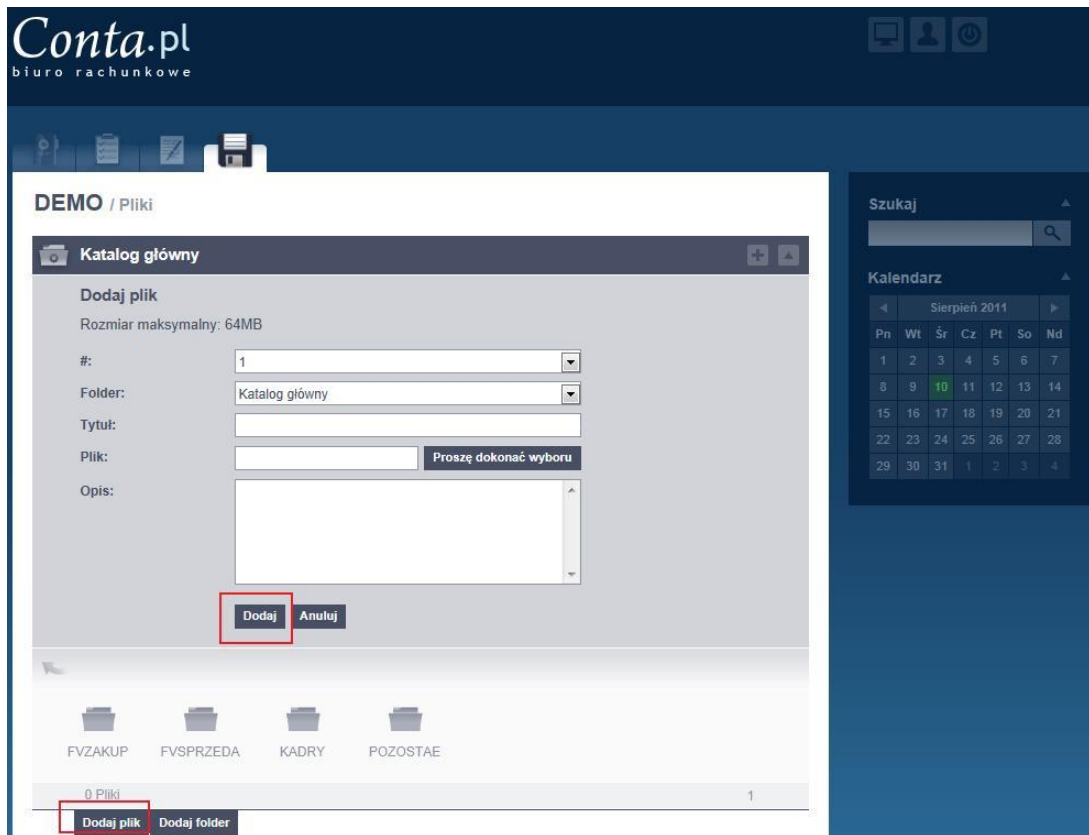 Conta.pl
biuro rachunkowe
DEMO / Pliki
Katalog główny
Dodaj plik
Rozmiar maksymalny: 64MB
#: 1
Folder: Katalog główny
Tytuł:
Plik: Proszę dokonać wyboru
Opis:
Dodaj Anuluj
FVZAKUP FVSPRZEDA KADRY POZOSTAE
0 Pliki 1
Dodaj plik Dodaj folder
Szukaj
Kalendarz
Sierpień 2011
Pn Wt Śr Cz Pt So Nd
1 2 3 4 5 6 7
8 9 10 11 12 13 14
15 16 17 18 19 20 21
22 23 24 25 26 27 28
29 30 31 1 2 3 4